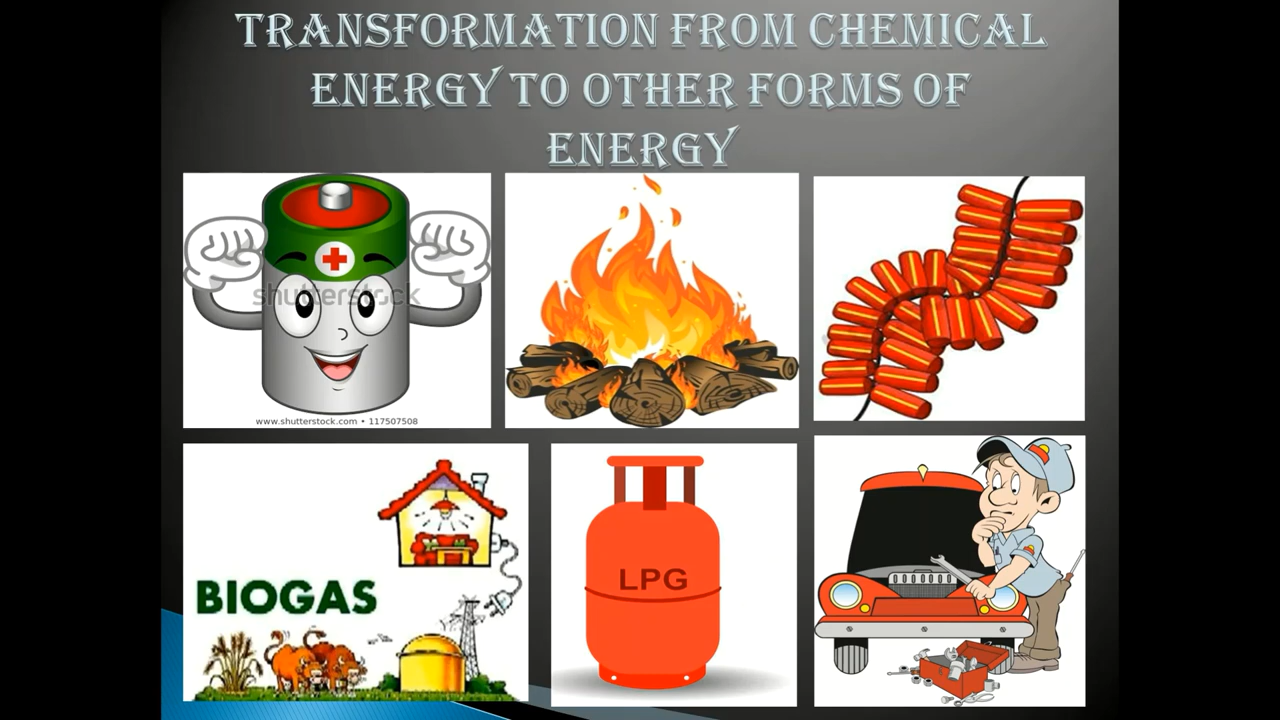 TRANSFORMATION FROM CHEMICAL
ENERGY TO OTHER FORMS OF
ENERGY
shutterstock
www.shutterstock.com • 117507508
BIOGAS
LPG